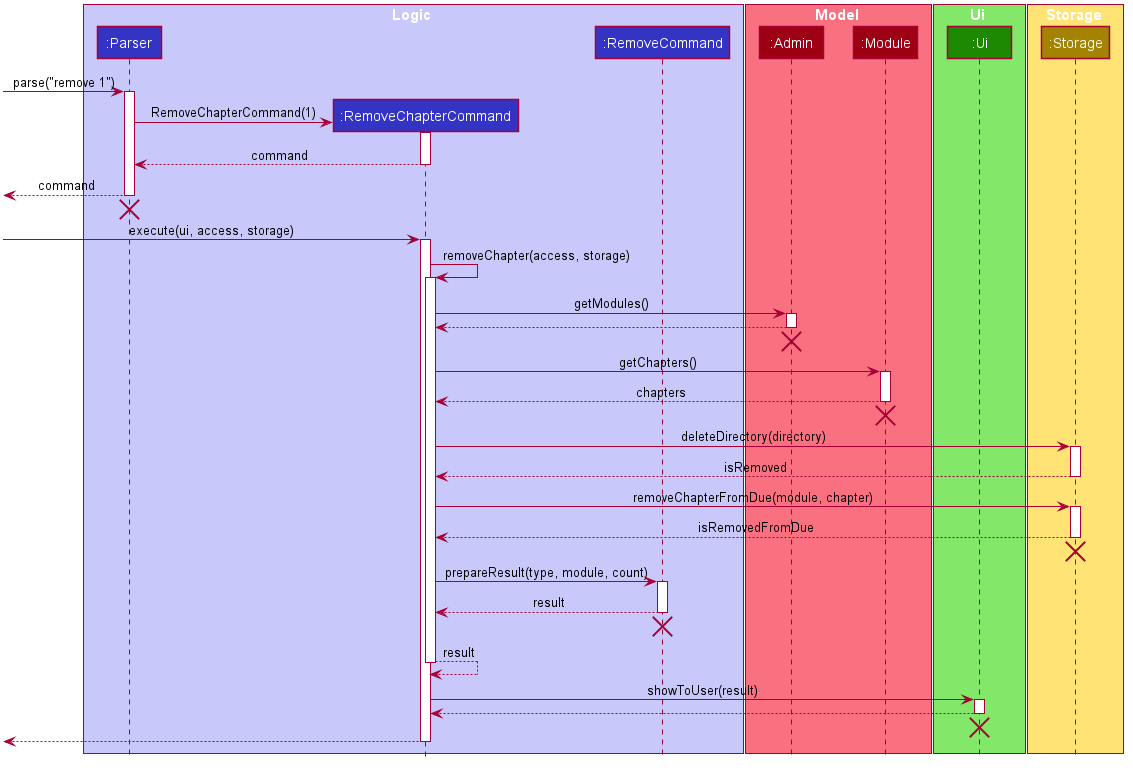 Logic
Model
Ui
Storage
:Parser
:RemoveCommand
:Admin
:Module
:Ui
:Storage
parse("remove 1")
RemoveChapterCommand(1)
:RemoveChapterCommand
command
command
execute(ui, access, storage)
removeChapter(access, storage)
getModules()
getChapters()
chapters
deleteDirectory(directory)
isRemoved
removeChapterFromDue(module, chapter)
isRemovedFromDue
prepareResult(type, module, count)
result
result
showToUser(result)